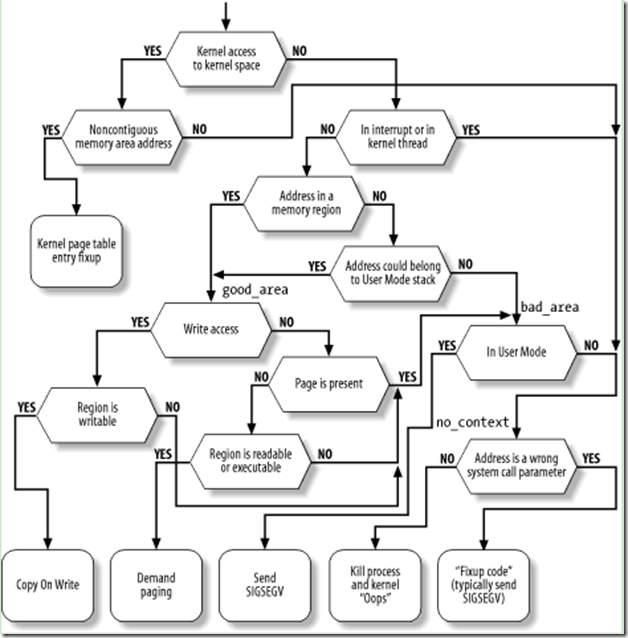 YES
Kernel access
to kernel space
NO
YES
Noncontiguous
memory area address
NO
NO
In interrupt or in
kernel thread
YES
YES
Address in a
memory region
NO
Kernel page table
entry fixup
YES
Address could belong
to User Mode stack
NO
good_area
bad_area
YES
Write access
NO
YES
In User Mode
NO
NO
Page is present
YES
YES
Region is
writable
NO
no_context
YES
Region is readable
or executable
NO
NO
Address is a wrong
system call parameter
YES
Copy On Write
Demand
paging
Send
SIGSEGV
Kill process
and kernel
"Oops"
"Fixup code"
(typically send
SIGSEGV)